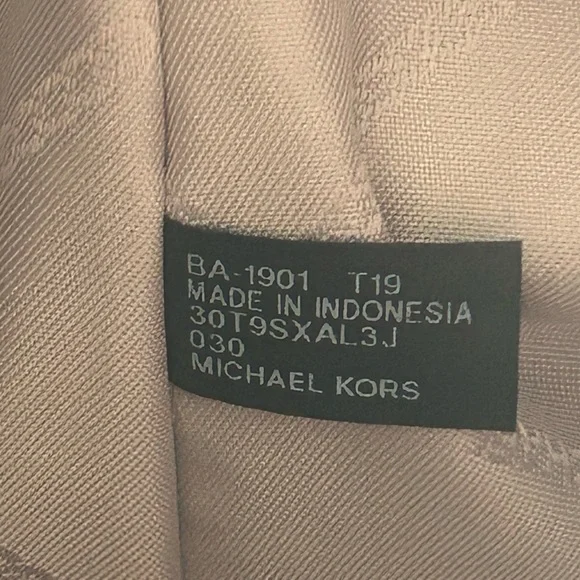 BA-1901 T19
MADE IN INDONESIA
30T9SXAL3J
030
MICHAEL KORS